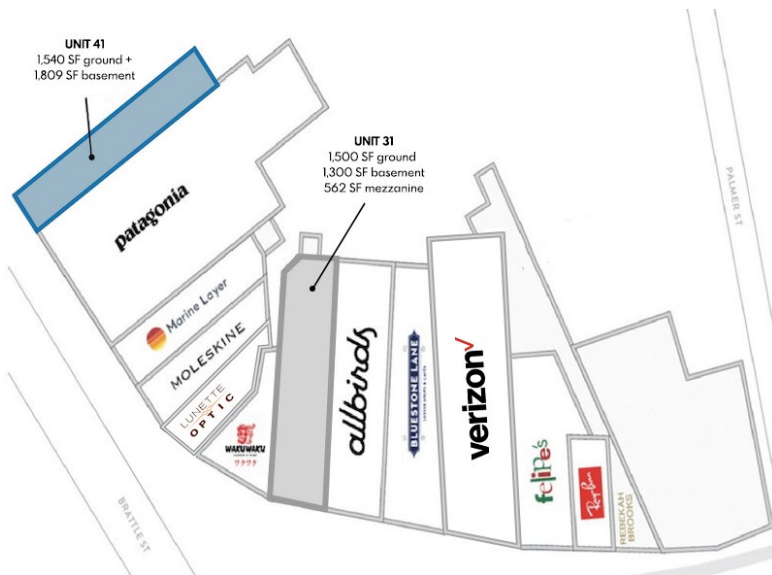 UNIT 41
1,540 SF ground +
1,809 SF basement
UNIT 31
1,500 SF ground
1,300 SF basement
562 SF mezzanine
patagonia
Marine Layer
MOLESKINE
LUNETTE
OPTIC
WAKUWAKU
allbirds
BLUESTONE LANE
verizon
felipe's
Ray-Ban
REBEKAH
BROOKS
BRATTLE ST
PALMER ST